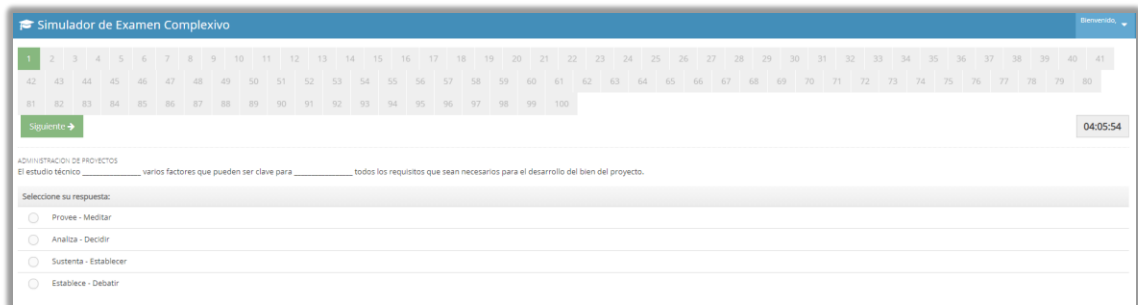 Simulador de Examen Complexivo
Bienvenido,
1 2 3 4 5 6 7 8 9 10 11 12 13 14 15 16 17 18 19 20 21 22 23 24 25 26 27 28 29 30 31 32 33 34 35 36 37 38 39 40 41
42 43 44 45 46 47 48 49 50 51 52 53 54 55 56 57 58 59 60 61 62 63 64 65 66 67 68 69 70 71 72 73 74 75 76 77 78 79 80
81 82 83 84 85 86 87 88 89 90 91 92 93 94 95 96 97 98 99 100
Siguiente →
04:05:54
ADMINISTRACION DE PROYECTOS
El estudio técnico ________________ varios factores que pueden ser clave para ________________ todos los requisitos que sean necesarios para el desarrollo del bien del proyecto.
Seleccione su respuesta:
Provee - Meditar
Analiza - Decidir
Sustenta - Establecer
Establece - Debatir